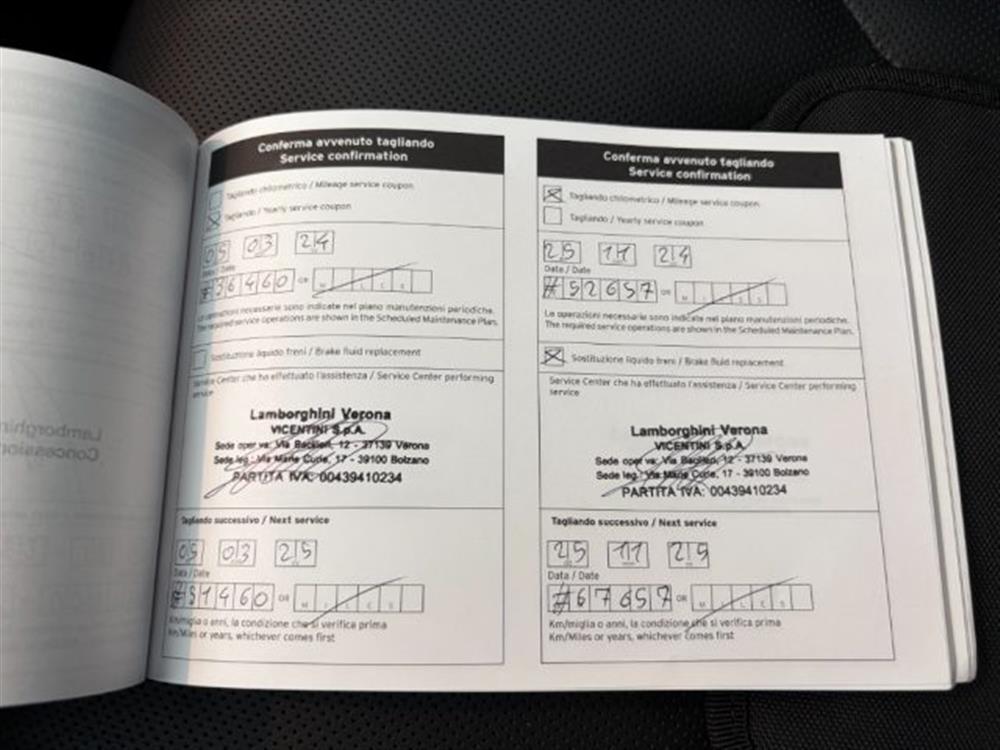 Conferma avvenuto tagliando
Service confirmation
Tagliando chilometrico / Mileage service coupon
Tagliando / Yearly service coupon
05 03 24
Data / Date
#36460 OR M I L E S
Le operazioni necessarie sono indicate nel piano manutenzioni periodiche.
The required service operations are shown in the Scheduled Maintenance Plan.
Sostituzione liquido freni / Brake fluid replacement
Service Center che ha effettuato l'assistenza / Service Center performing
service
Lamborghini Verona
VICENTINI S.p.A.
Sede oper va: Via 12 - 37139 Verona
Sede leg.: Via Marie Curie, 17 - 39100 Bolzano
PARTITA IVA: 00439410234
Tagliando successivo / Next service
05 03 25
Data / Date
#51460 OR M I L E S
Km/miglia o anni, la condizione che si verifica prima
Km/Miles or years, whichever comes first
Conferma avvenuto tagliando
Service confirmation
Tagliando chilometrico / Mileage service coupon
Tagliando / Yearly service coupon
25 11 24
Data / Date
#52657 OR M I L E S
Le operazioni necessarie sono indicate nel piano manutenzioni periodiche.
The required service operations are shown in the Scheduled Maintenance Plan.
Sostituzione liquido freni / Brake fluid replacement
Service Center che ha effettuato l'assistenza / Service Center performing
service
Lamborghini Verona
VICENTINI S.p.A.
Sede oper va: Via 12 - 37139 Verona
Sede leg.: Via Marie Curie, 17 - 39100 Bolzano
PARTITA IVA: 00439410234
Tagliando successivo / Next service
25 11 25
Data / Date
#67657 OR M I L E S
Km/miglia o anni, la condizione che si verifica prima
Km/Miles or years, whichever comes first